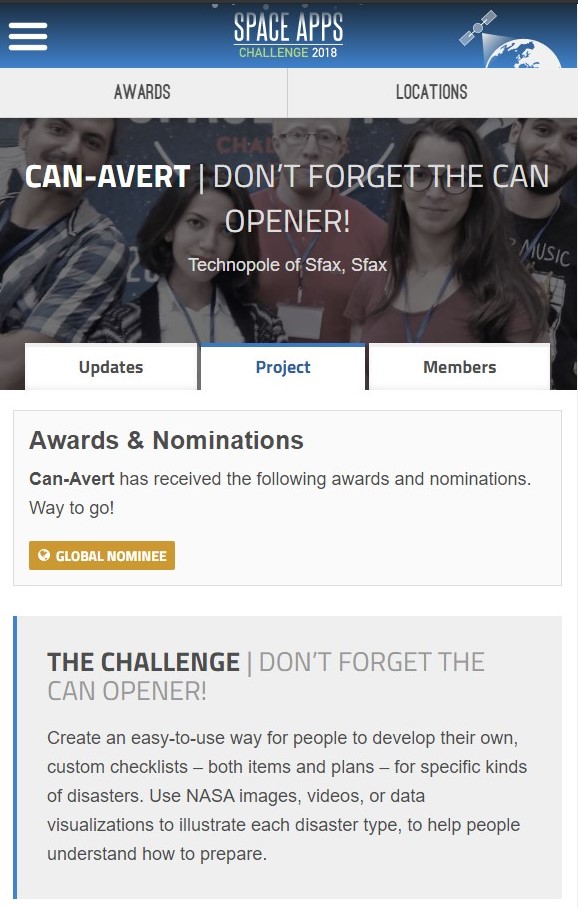 SPACE APPS
CHALLENGE 2018
AWARDS
LOCATIONS
CAN-AVERT | DON'T FORGET THE CAN
OPENER!
Technopole of Sfax, Sfax
MUSIC
Updates
Project
Members
Awards & Nominations
Can-Avert has received the following awards and nominations.
Way to go!
GLOBAL NOMINEE
THE CHALLENGE | DON'T FORGET THE
CAN OPENER!
Create an easy-to-use way for people to develop their own,
custom checklists – both items and plans – for specific kinds
of disasters. Use NASA images, videos, or data
visualizations to illustrate each disaster type, to help people
understand how to prepare.